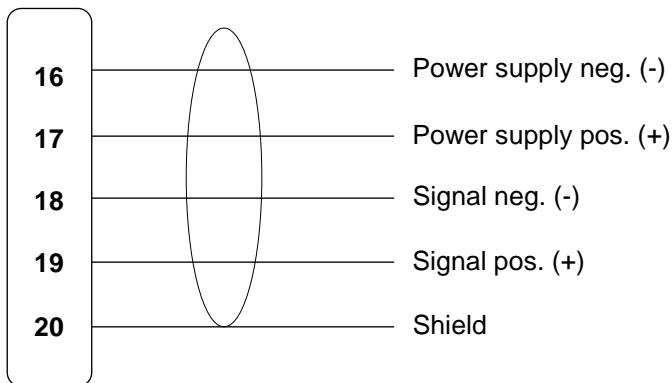 16 Power supply neg. (-)
17 Power supply pos. (+)
18 Signal neg. (-)
19 Signal pos. (+)
20 Shield